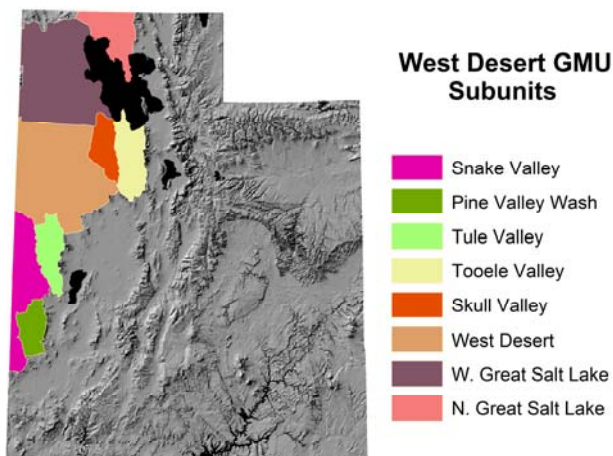 West Desert GMU
Subunits
Snake Valley
Pine Valley Wash
Tule Valley
Tooele Valley
Skull Valley
West Desert
W. Great Salt Lake
N. Great Salt Lake